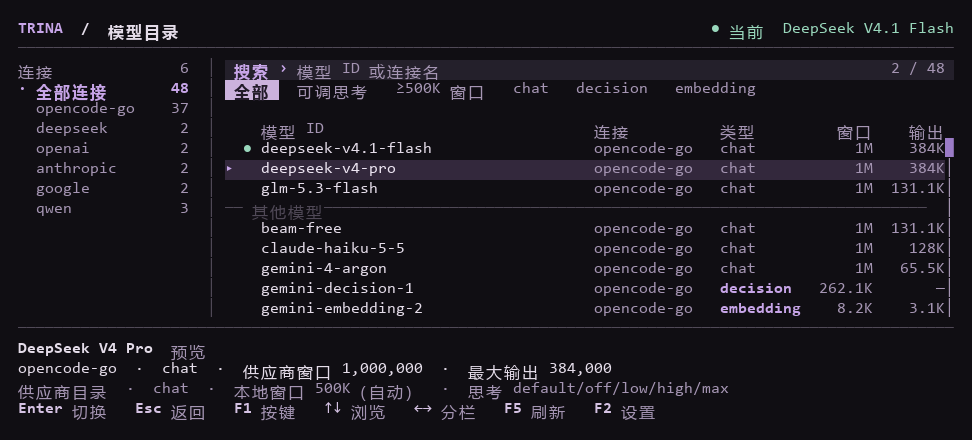 TRINA / 模型目录 ● 当前 DeepSeek V4.1 Flash
连接 6 搜索 › 模型 ID 或连接名 2 / 48
· 全部连接 48 全部 可调思考 ≥500K 窗口 chat decision embedding
opencode-go 37
deepseek 2 模型 ID 连接 类型 窗口 输出
openai 2 ● deepseek-v4.1-flash opencode-go chat 1M 384K
anthropic 2 ▸ deepseek-v4-pro opencode-go chat 1M 384K
google 2 glm-5.3-flash opencode-go chat 1M 131.1K
qwen 3 其他模型
beam-free opencode-go chat 1M 131.1K
claude-haiku-5-5 opencode-go chat 1M 128K
gemini-4-argon opencode-go chat 1M 65.5K
gemini-decision-1 opencode-go decision 262.1K —
gemini-embedding-2 opencode-go embedding 8.2K 3.1K
DeepSeek V4 Pro 预览
opencode-go · chat · 供应商窗口 1,000,000 · 最大输出 384,000
供应商目录 · chat · 本地窗口 500K (自动) · 思考 default/off/low/high/max
Enter 切换 Esc 返回 F1 按键 ↑↓ 浏览 ←→ 分栏 F5 刷新 F2 设置